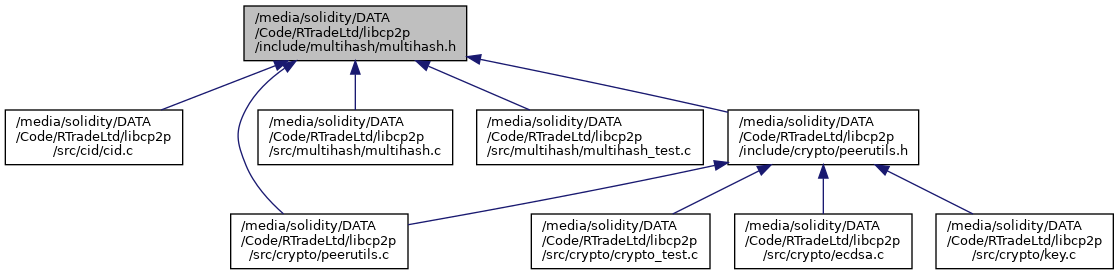 /media/solidity/DATA
/Code/RTradeLtd/libcp2p
/include/multihash/multihash.h
/media/solidity/DATA
/Code/RTradeLtd/libcp2p
/src/cid/cid.c
/media/solidity/DATA
/Code/RTradeLtd/libcp2p
/src/multihash/multihash.c
/media/solidity/DATA
/Code/RTradeLtd/libcp2p
/src/multihash/multihash_test.c
/media/solidity/DATA
/Code/RTradeLtd/libcp2p
/include/crypto/peerutils.h
/media/solidity/DATA
/Code/RTradeLtd/libcp2p
/src/crypto/peerutils.c
/media/solidity/DATA
/Code/RTradeLtd/libcp2p
/src/crypto/crypto_test.c
/media/solidity/DATA
/Code/RTradeLtd/libcp2p
/src/crypto/ecdsa.c
/media/solidity/DATA
/Code/RTradeLtd/libcp2p
/src/crypto/key.c